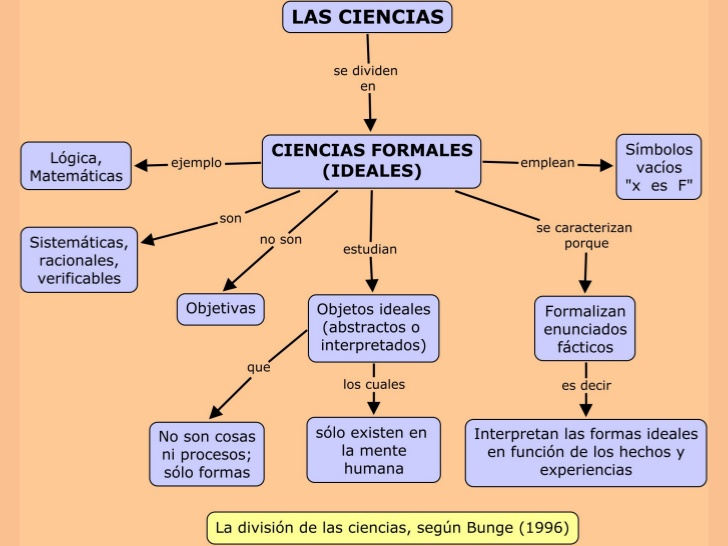 LAS CIENCIAS
se dividen
en
CIENCIAS FORMALES
(IDEALES)
ejemplo
Lógica,
Matemáticas
emplean
Símbolos
vacíos
"x es F"
son
Sistemáticas,
racionales,
verificables
no son
Objetivas
estudian
Objetos ideales
(abstractos o
interpretados)
se caracterizan
porque
Formalizan
enunciados
fácticos
que
No son cosas
ni procesos;
sólo formas
los cuales
sólo existen en
la mente
humana
es decir
Interpretan las formas ideales
en función de los hechos y
experiencias
La división de las ciencias, según Bunge (1996)